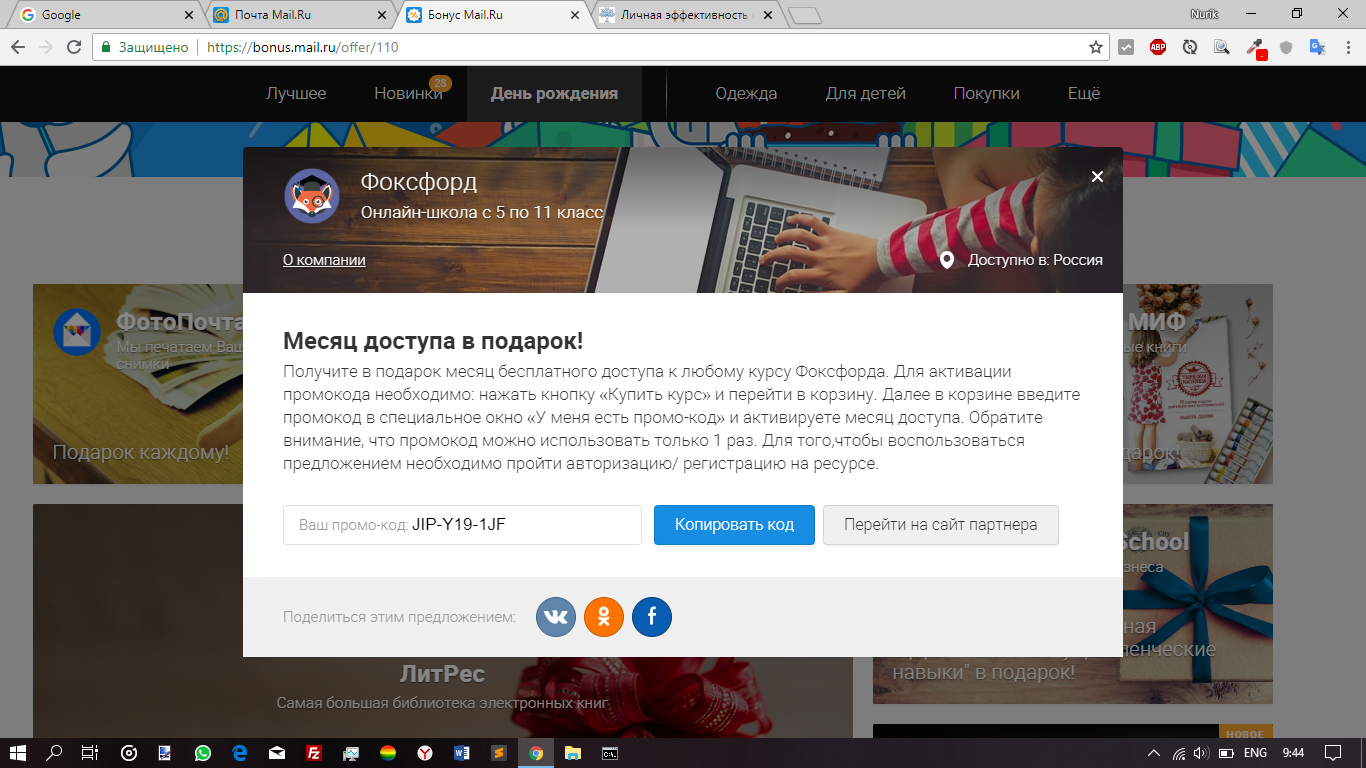 Google
Почта Mail.Ru
Бонус Mail.Ru
Личная эффективность
Nurik
Защищено
https://bonus.mail.ru/offer/110
ABP
Лучшее
Новинки
28
День рождения
Одежда
Для детей
Покупки
Ещё
Фоксфорд
Онлайн-школа с 5 по 11 класс
О компании
Доступно в: Россия
ФотоПочта
Мы печатаем Ваш
снимки
Подарок каждому!
МИФ
ые книги
дарок!
Месяц доступа в подарок!
Получите в подарок месяц бесплатного доступа к любому курсу Фоксфорда. Для активации
промокода необходимо: нажать кнопку «Купить курс» и перейти в корзину. Далее в корзине введите
промокод в специальное окно «У меня есть промо-код» и активируете месяц доступа. Обратите
внимание, что промокод можно использовать только 1 раз. Для того,чтобы воспользоваться
предложением необходимо пройти авторизацию/ регистрацию на ресурсе.
Ваш промо-код: JIP-Y19-1JF
Копировать код
Перейти на сайт партнера
City
School
знеса
Поделиться этим предложением:
ная
ленческие
навыки" в подарок!
ЛитРес
Самая большая библиотека электронных книг
НОВОЕ
ENG
9:44